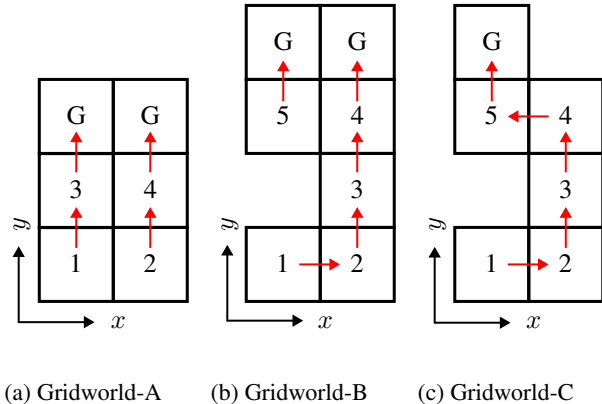 G G
3 4
1 2
y
x
(a) Gridworld-A
G G
5 4
3
1 2
y
x
(b) Gridworld-B
G
5 4
3
1 2
y
x
(c) Gridworld-C